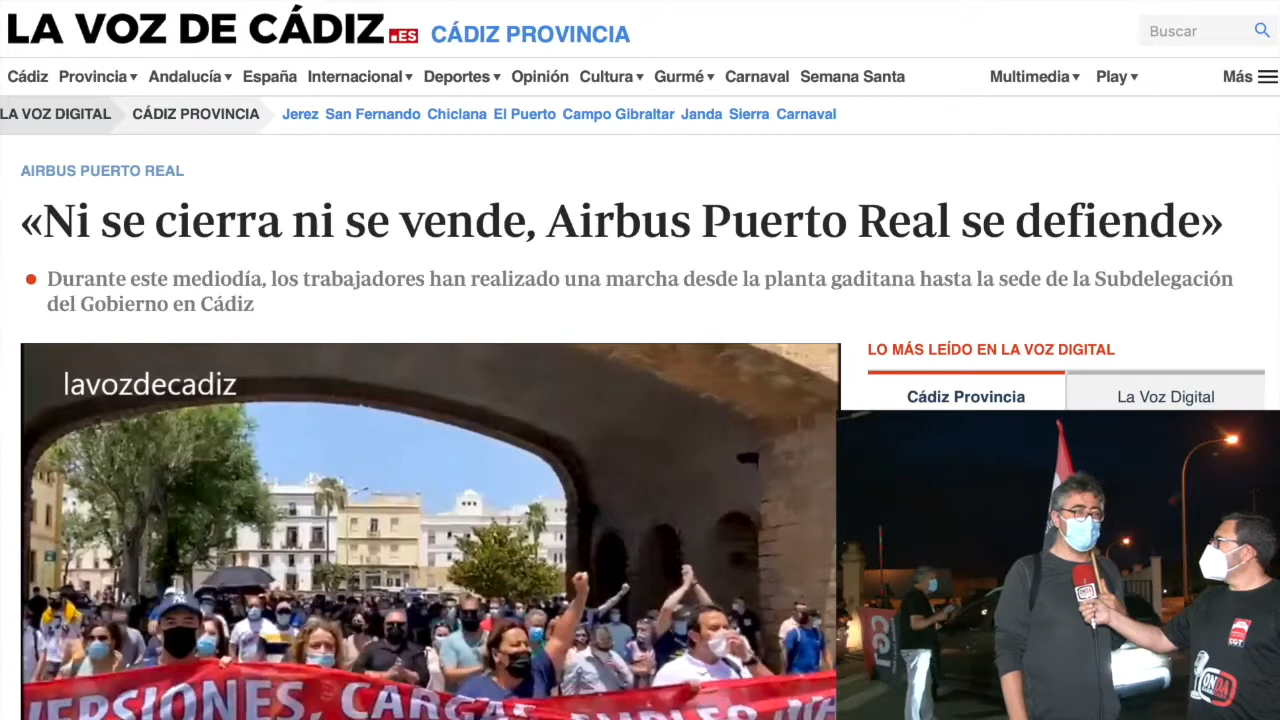 LA VOZ DE CÁDIZ.ES CÁDIZ PROVINCIA
Buscar
Cádiz Provincia Andalucía España Internacional Deportes Opinión Cultura Gurmé Carnaval Semana Santa Multimedia Play Más
LA VOZ DIGITAL CÁDIZ PROVINCIA Jerez San Fernando Chiclana El Puerto Campo Gibraltar Janda Sierra Carnaval
AIRBUS PUERTO REAL
«Ni se cierra ni se vende, Airbus Puerto Real se defiende»
Durante este mediodía, los trabajadores han realizado una marcha desde la planta gaditana hasta la sede de la Subdelegación
del Gobierno en Cádiz
lavozdecadiz
LO MÁS LEÍDO EN LA VOZ DIGITAL
Cádiz Provincia La Voz Digital
CGT
ONDA
CGT
ONDA